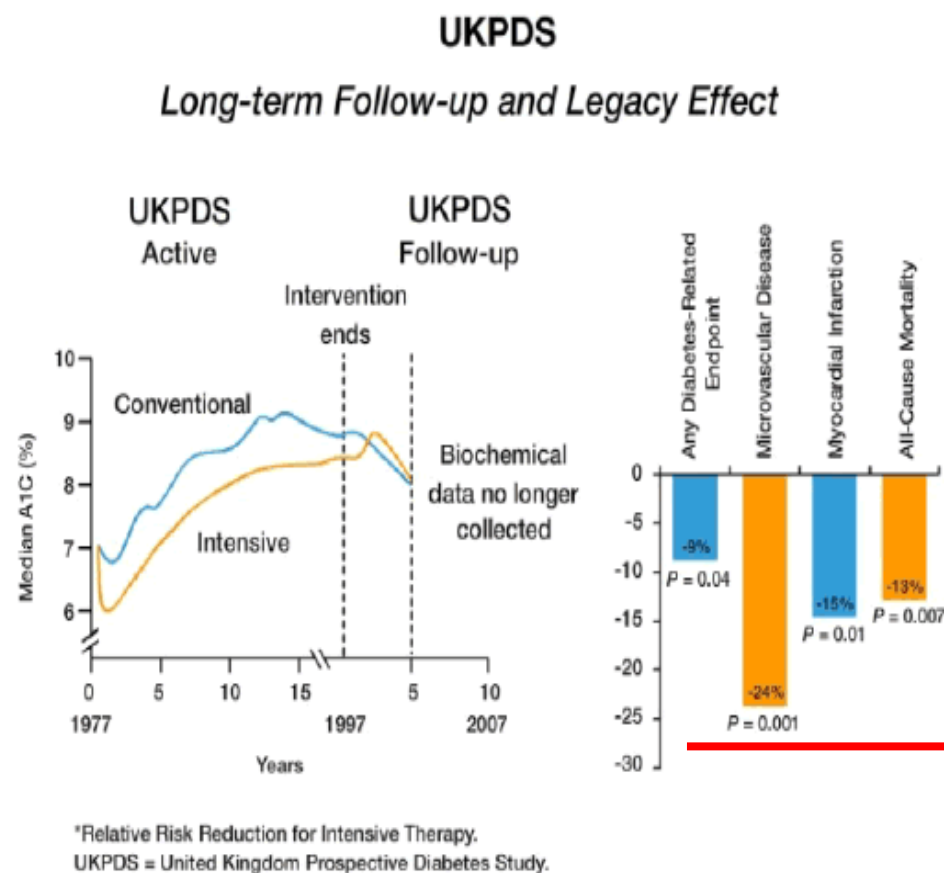 UKPDS
Long-term Follow-up and Legacy Effect
UKPDS
Active
UKPDS
Follow-up
Intervention
ends
10
9
8
7
6
Median A1C (%)
Conventional
Intensive
Biochemical
data no longer
collected
0
5
10
15
5
10
1977
1997
2007
Years
Any Diabetes-Related
Endpoint
Microvascular Disease
Myocardial Infarction
All-Cause Mortality
0
-5
-10
-15
-20
-25
-30
-9%
P = 0.04
-24%
P = 0.001
-15%
P = 0.01
-13%
P = 0.007
*Relative Risk Reduction for Intensive Therapy.
UKPDS = United Kingdom Prospective Diabetes Study.